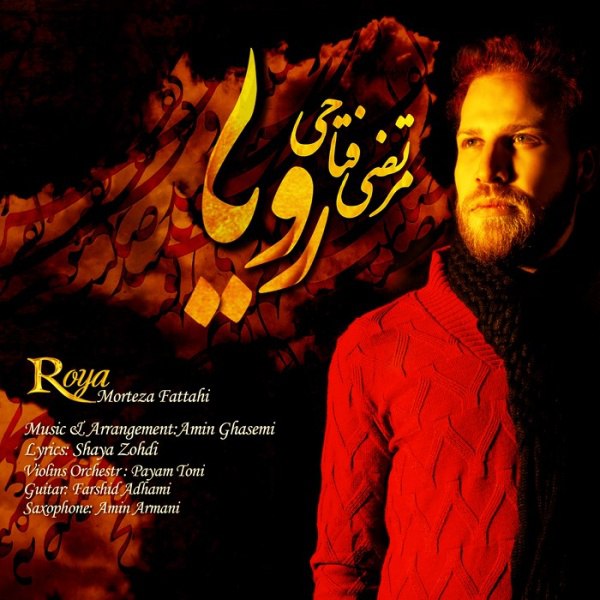 رویا
مرتضی فتاحی
Roya
Morteza Fattahi
Music & Arrangement:Amin Ghasemi
Lyrics: Shaya Zohdi
Violins Orchestr : Payam Toni
Guitar: Farshid Adhami
Saxophone: Amin Armani